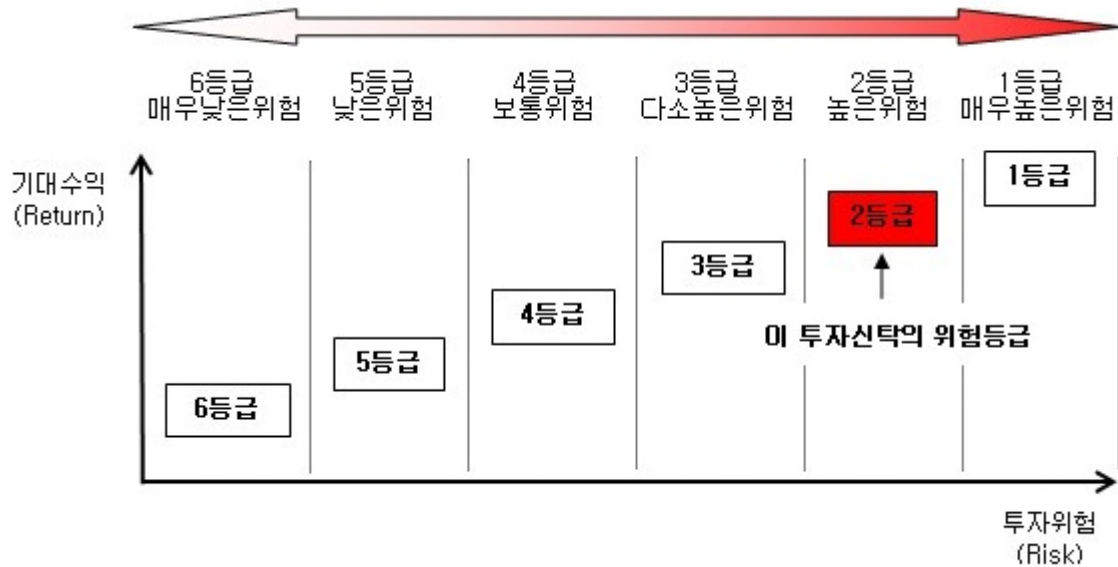 6등급 5등급 4등급 3등급 2등급 1등급
매우낮은위험 낮은위험 보통위험 다소높은위험 높은위험 매우높은위험
기대수익
(Return)
1등급
2등급
3등급
4등급
이 투자신탁의 위험등급
5등급
6등급
투자위험
(Risk)